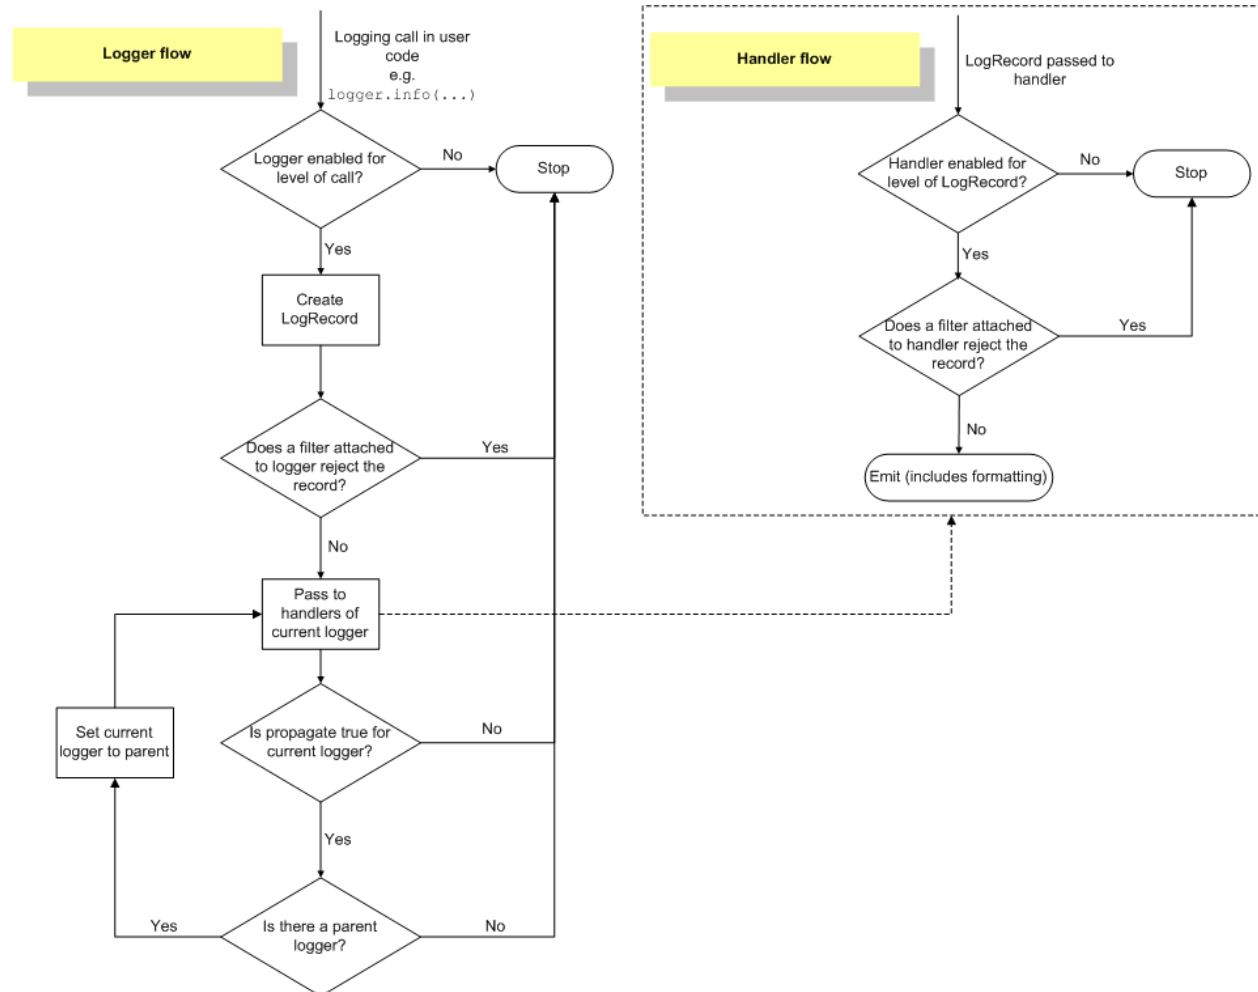 Logger flow
Logging call in user
code
e.g.
logger.info(...)
Logger enabled for
level of call?
No
Stop
Yes
Create
LogRecord
Does a filter attached
to logger reject the
record?
Yes
No
Pass to
handlers of
current logger
Is propagate true for
current logger?
No
Yes
Set current
logger to parent
Is there a parent
logger?
Yes
No
Handler flow
LogRecord passed to
handler
Handler enabled for
level of LogRecord?
No
Stop
Yes
Does a filter attached
to handler reject the
record?
Yes
No
Emit (includes formatting)